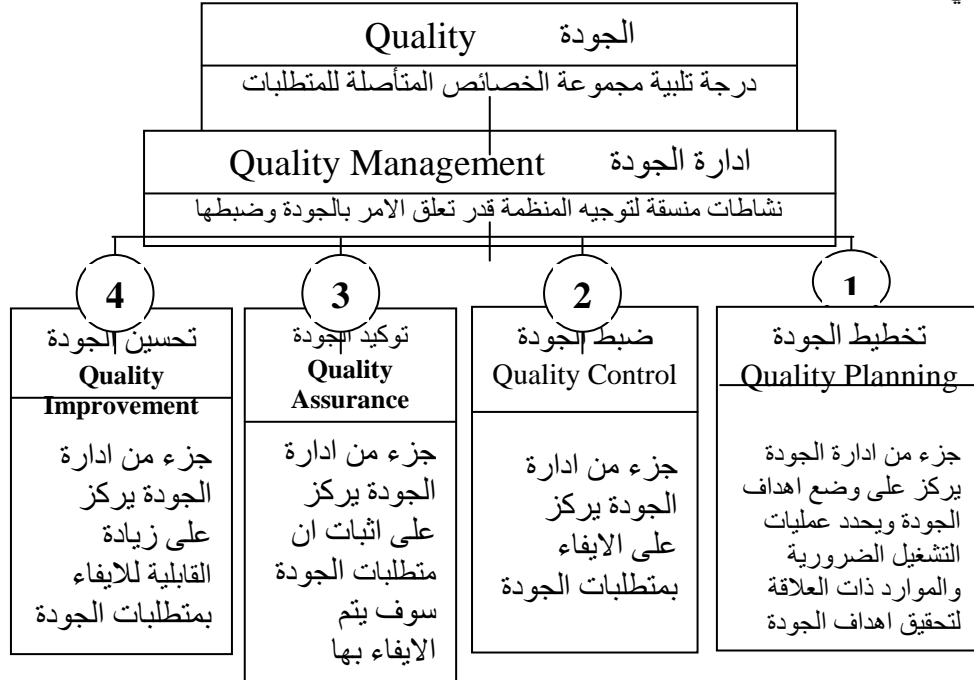 الجودة Quality
درجة تلبية مجموعة الخصائص المتأصلة للمتطلبات
ادارة الجودة Quality Management
نشاطات منسقة لتوجيه المنظمة قدر تعلق الامر بالجودة وضبطها
1
تخطيط الجودة
Quality Planning
جزء من ادارة الجودة
يركز على وضع اهداف
الجودة ويحدد عمليات
التشغيل الضرورية
والموارد ذات العلاقة
لتحقيق اهداف الجودة
2
ضبط الجودة
Quality Control
جزء من ادارة
الجودة يركز
على الايفاء
بمتطلبات الجودة
3
توكيد الجودة
Quality
Assurance
جزء من ادارة
الجودة يركز
على اثبات ان
متطلبات الجودة
سوف يتم
الايفاء بها
4
تحسين الجودة
Quality
Improvement
جزء من ادارة
الجودة يركز
على زيادة
القابلية للايفاء
بمتطلبات الجودة